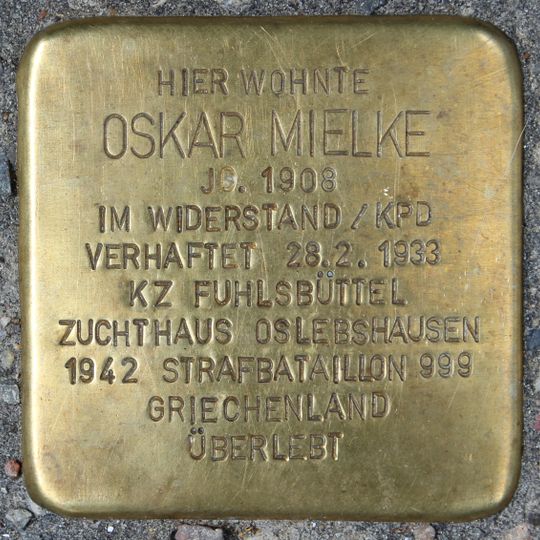 HIER WOHNTE
OSKAR MIELKE
JG. 1908
IM WIDERSTAND / KPD
VERHAFTET 28.2. 1933
KZ FUHLSBÜTTEL
ZUCHTHAUS OSLEBSHAUSEN
1942 STRAFBATAILLON 999
GRIECHENLAND
ÜBERLEBT